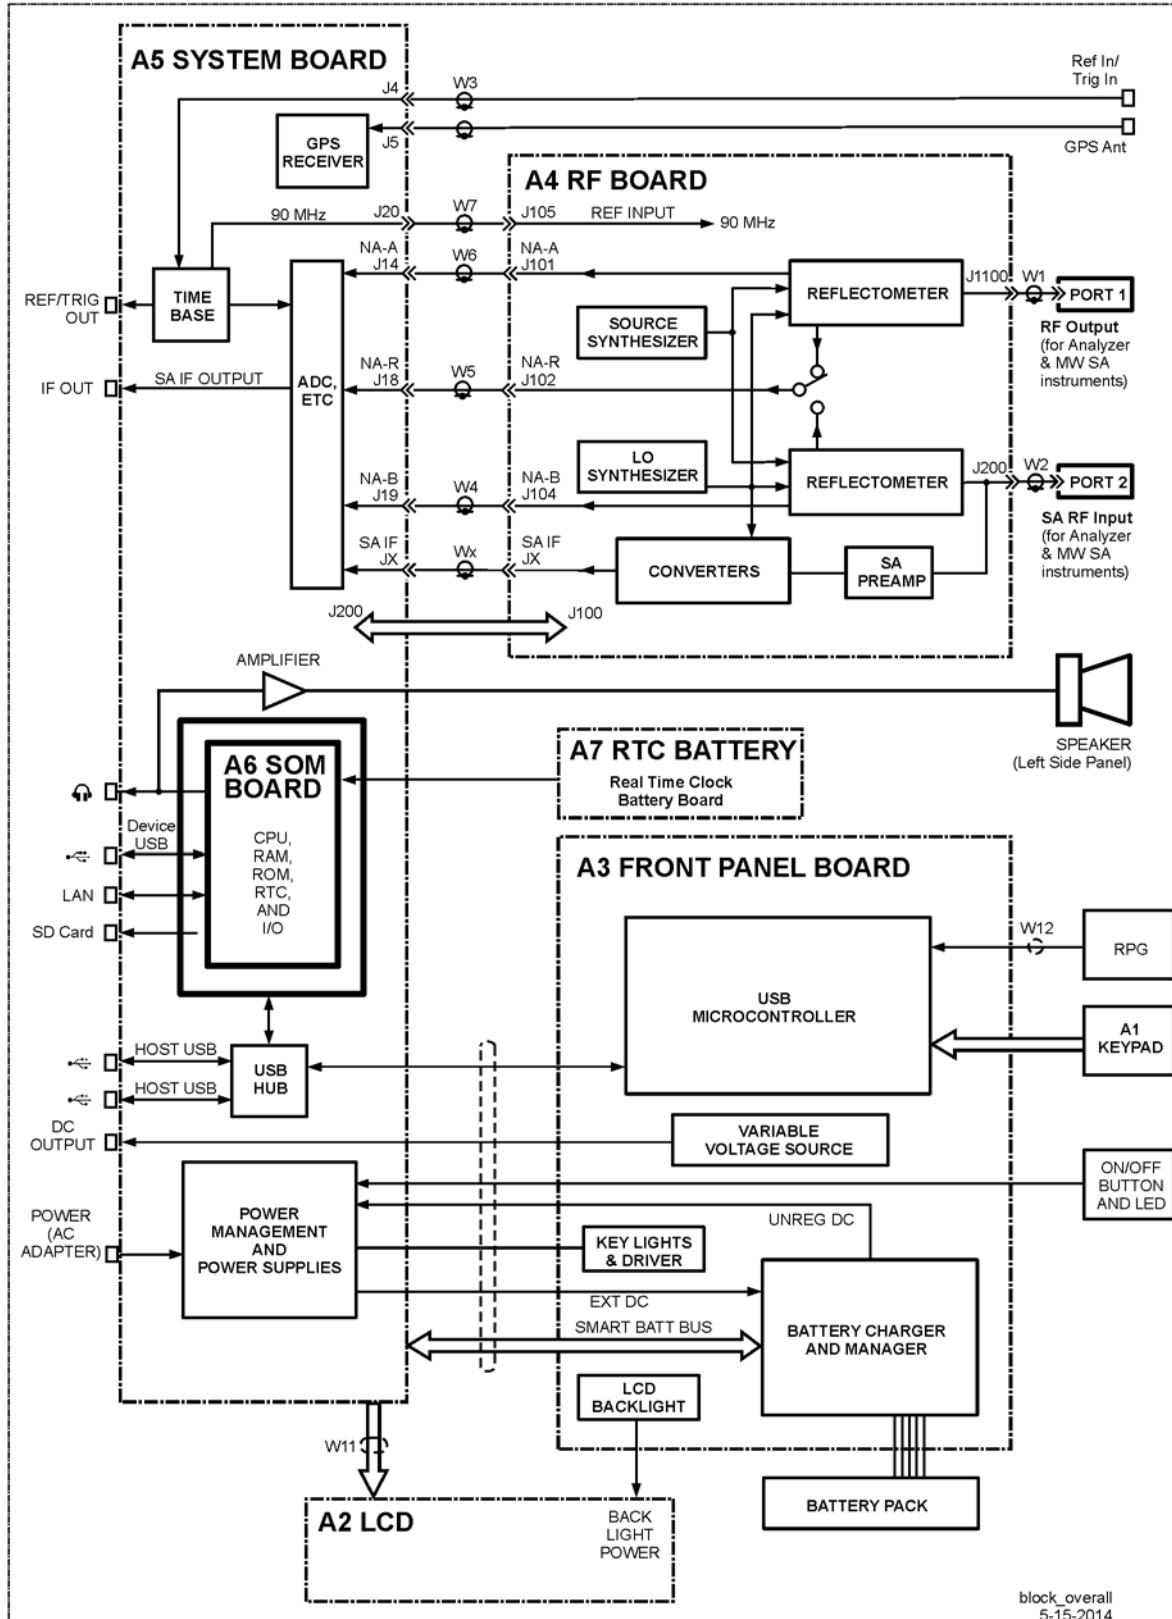 A5 SYSTEM BOARD
J4
W3
Ref In/
Trig In
GPS
RECEIVER
J5
GPS Ant
A4 RF BOARD
90 MHz
J20
W7
J105
REF INPUT
90 MHz
NA-A
J14
W6
NA-A
J101
REF/TRIG
OUT
TIME
BASE
REFLECTOMETER
J1100
W1
PORT 1
RF Output
(for Analyzer
& MW SA
instruments)
SOURCE
SYNTHESIZER
IF OUT
SA IF OUTPUT
ADC,
ETC
NA-R
J18
W5
NA-R
J102
LO
SYNTHESIZER
REFLECTOMETER
J200
W2
PORT 2
SA RF Input
(for Analyzer
& MW SA
instruments)
NA-B
J19
W4
NA-B
J104
SA IF
JX
Wx
SA IF
JX
CONVERTERS
SA
PREAMP
J200
J100
AMPLIFIER
SPEAKER
(Left Side Panel)
A6 SOM
BOARD
CPU,
RAM,
ROM,
RTC,
AND
I/O
A7 RTC BATTERY
Real Time Clock
Battery Board
Device
USB
LAN
SD Card
A3 FRONT PANEL BOARD
USB
MICROCONTROLLER
W12
RPG
A1
KEYPAD
HOST USB
HOST USB
USB
HUB
DC
OUTPUT
VARIABLE
VOLTAGE SOURCE
ON/OFF
BUTTON
AND LED
POWER
(AC
ADAPTER)
POWER
MANAGEMENT
AND
POWER SUPPLIES
UNREG DC
KEY LIGHTS
& DRIVER
EXT DC
SMART BATT BUS
BATTERY CHARGER
AND MANAGER
LCD
BACKLIGHT
W11
A2 LCD
BACK
LIGHT
POWER
BATTERY PACK
block_overall
5-15-2014